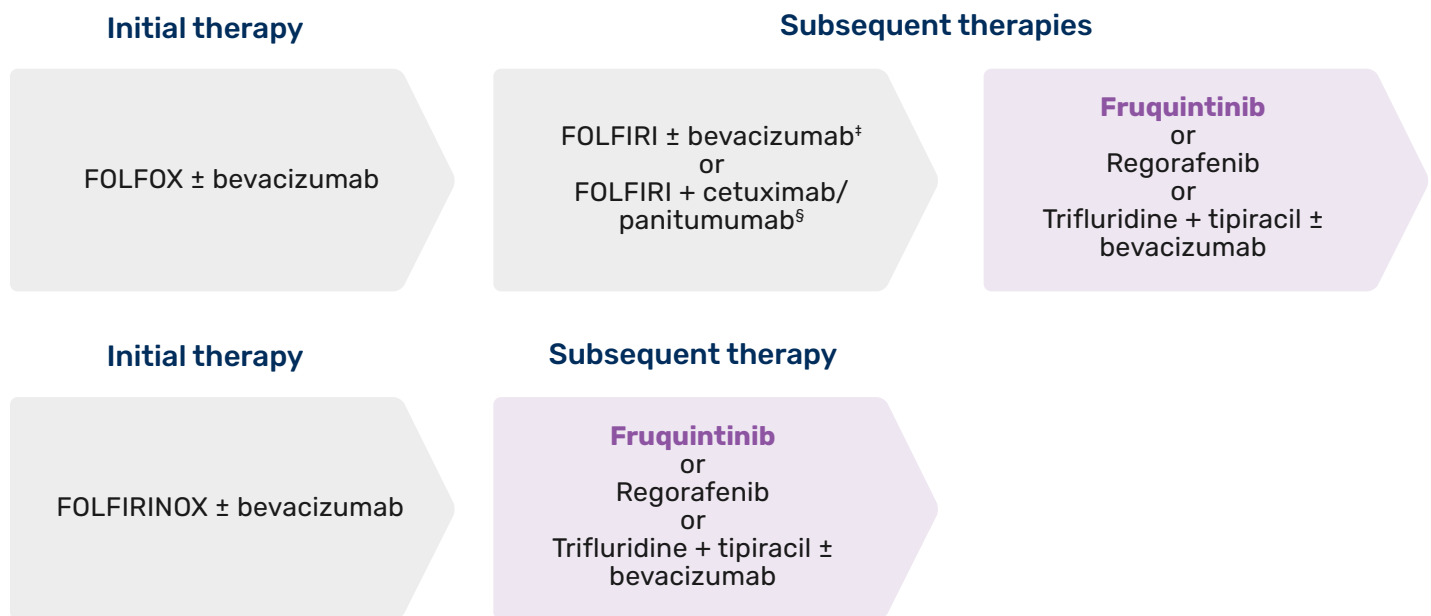 Initial therapy
Subsequent therapies
FOLFOX ± bevacizumab
FOLFIRI ± bevacizumab‡
or
FOLFIRI + cetuximab/
panitumumab§
Fruquintinib
or
Regorafenib
or
Trifluridine + tipiracil ±
bevacizumab
Initial therapy
Subsequent therapy
FOLFIRINOX ± bevacizumab
Fruquintinib
or
Regorafenib
or
Trifluridine + tipiracil ±
bevacizumab